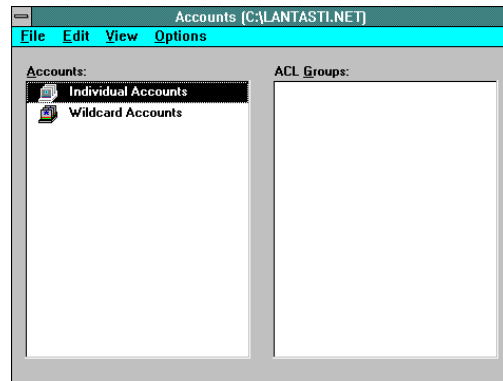 Accounts (C:\LANTASTI.NET)
File Edit View Options
Accounts:
Individual Accounts
Wildcard Accounts
ACL Groups: